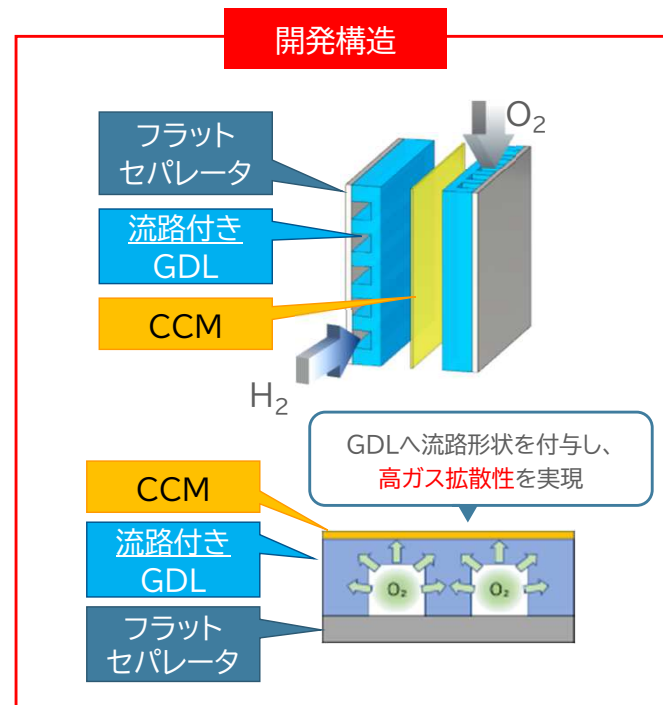 開発構造
O₂
フラット
セパレータ
流路付き
GDL
CCM
H₂
GDLへ流路形状を付与し、
高ガス拡散性を実現
CCM
流路付き
GDL
O₂
O₂
フラット
セパレータ